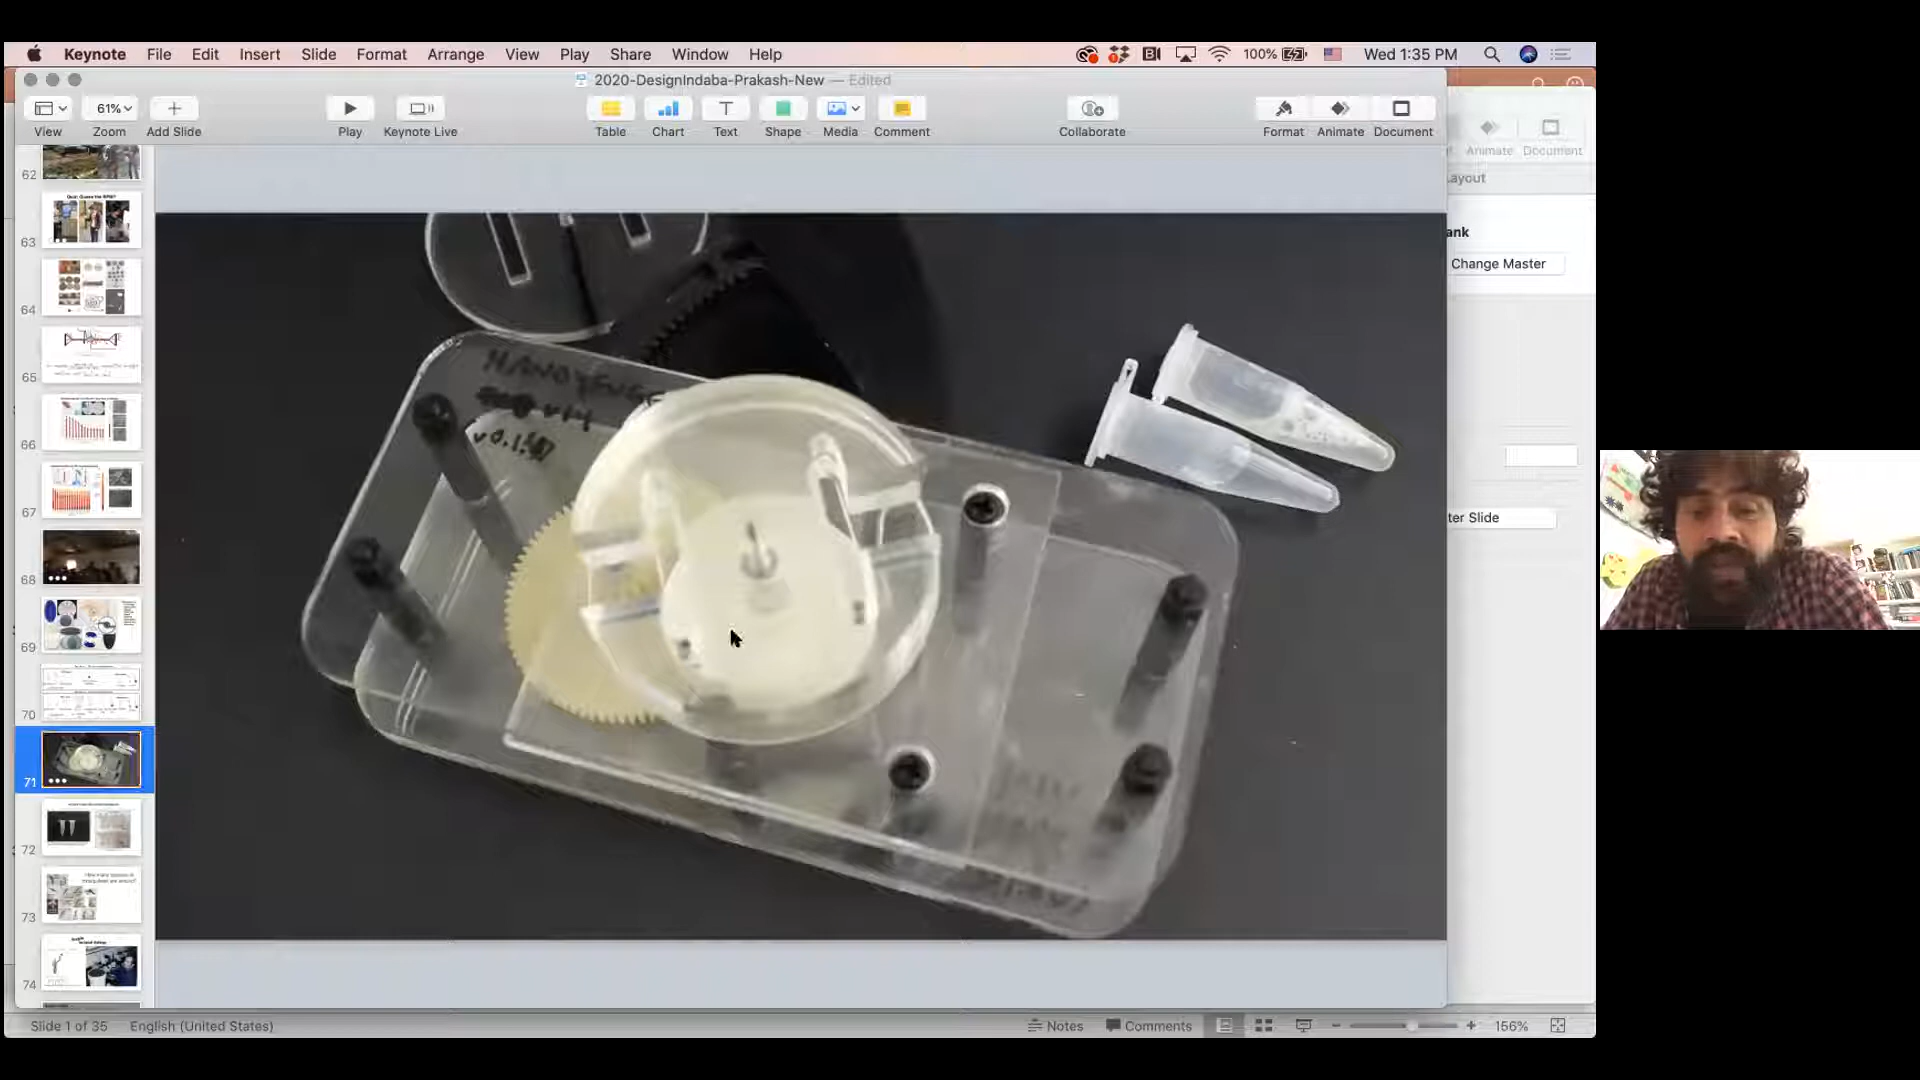 Keynote File Edit Insert Slide Format Arrange View Play Share Window Help 100% Wed 1:35 PM
2020-DesignIndaba-Prakash-New — Edited
61%
View Zoom Add Slide Play Keynote Live Table Chart Text Shape Media Comment Collaborate Format Animate Document
Animate Document
ayout
ank
Change Master
ter Slide
62
63
64
65
66
67
68
69
70
71
72
73
74
v0.1
Slide 1 of 35 English (United States) Notes Comments 156%